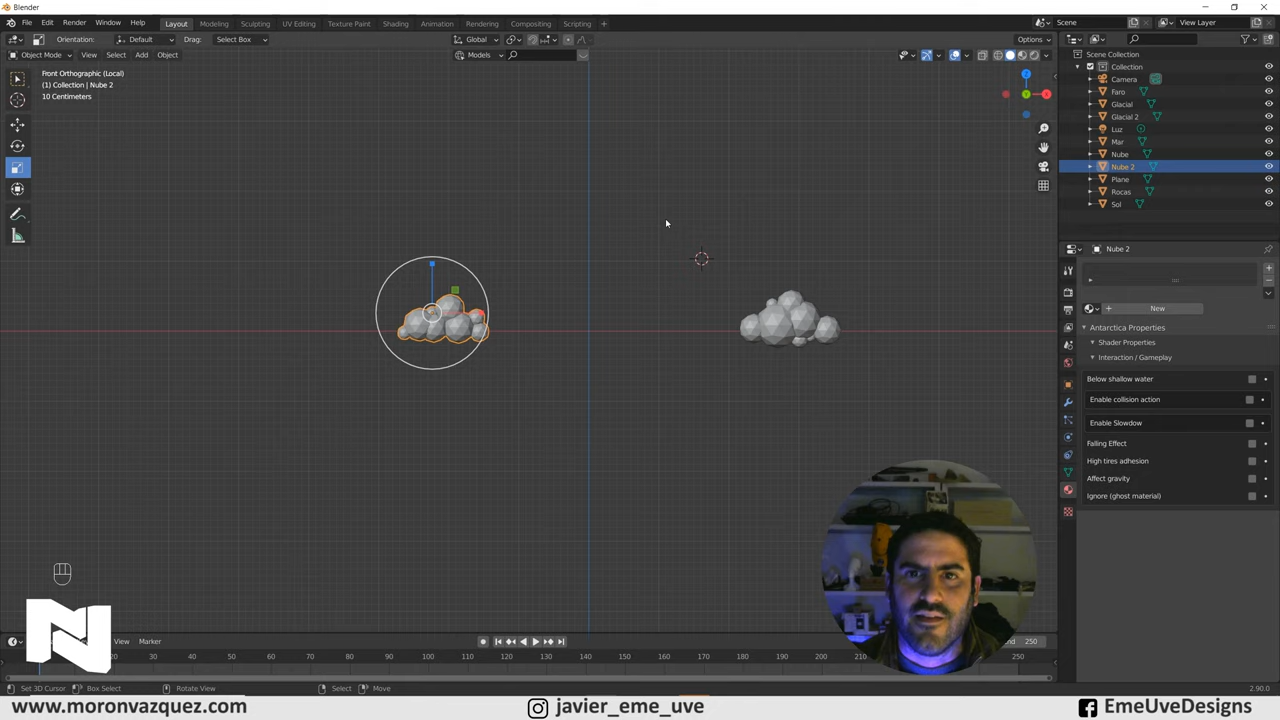 Blender
File Edit Render Window Help Layout Modeling Sculpting UV Editing Texture Paint Shading Animation Rendering Compositing Scripting + Scene View Layer
Orientation: Default Drag: Select Box Global Options
Object Mode View Select Add Object Models
Front Orthographic (Local)
(1) Collection | Nube 2
10 Centimeters
Scene Collection
Collection
Camera
Faro
Glacial
Glacial 2
Luz
Mar
Nube
Nube 2
Plane
Rocas
Sol
Nube 2
New
Antarctica Properties
Shader Properties
Interaction / Gameplay
Below shallow water
Enable collision action
Enable Slowdow
Falling Effect
High tires adhesion
Affect gravity
Ignore (ghost material)
N
View Marker 250
20 30 40 50 60 70 80 90 100 110 120 130 140 150 160 170 180 190 200 210 220 230 250
Set 3D Cursor Box Select Rotate View Select Move 2.90.0
www.moronvazquez.com javier_eme_uve EmeUveDesigns